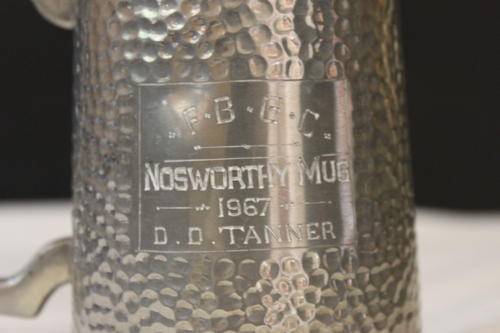 F·B·G·C.
NOSWORTHY MUG
1967
D.D. TANNER